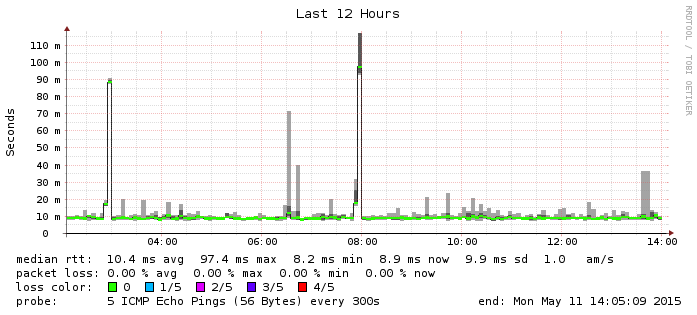 Last 12 Hours
RRDTOOL / TOBI OETIKER
Seconds
110 m
100 m
90 m
80 m
70 m
60 m
50 m
40 m
30 m
20 m
10 m
0
04:00 06:00 08:00 10:00 12:00 14:00
median rtt: 10.4 ms avg 97.4 ms max 8.2 ms min 8.9 ms now 9.9 ms sd 1.0 am/s
packet loss: 0.00 % avg 0.00 % max 0.00 % min 0.00 % now
loss color: 0 1/5 2/5 3/5 4/5
probe: 5 ICMP Echo Pings (56 Bytes) every 300s end: Mon May 11 14:05:09 2015